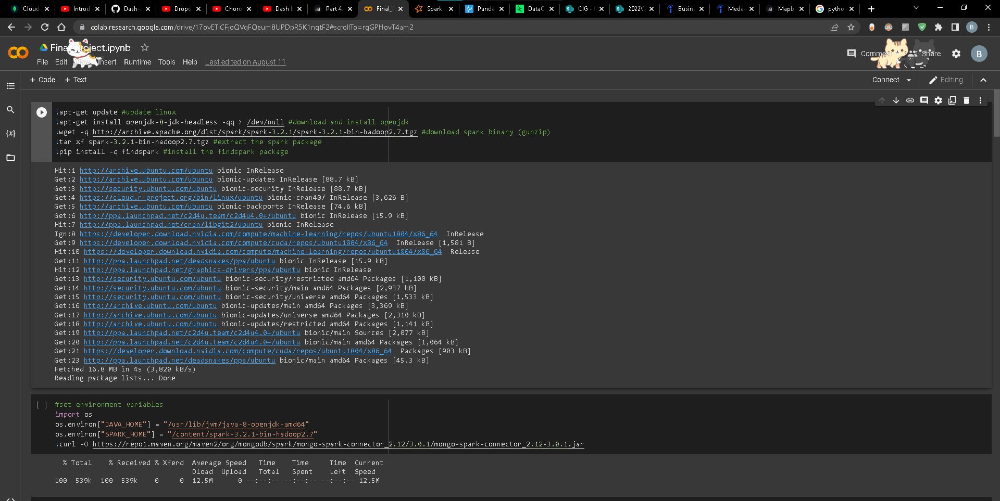 Cloud
Introd
Dash-
Dropd
Choro
Dash b
Part 4.
Final_
Spark
Panda
DataC
CIG -
2022V
Busin
Meda
Mapb
pytho
colab.research.google.com/drive/17ovETiCFjoQVqFQeum8UPDpR5K1nqtF2#scrollTo=rgGPHovT4am2
B
CO
Comme
Share
B
File Edit View Insert Runtime Tools Help Last edited on August 11
+ Code + Text
Connect
Editing
!apt-get update #update linux
!apt-get install openjdk-8-jdk-headless -qq > /dev/null #download and install openjdk
!wget -q http://archive.apache.org/dist/spark/spark-3.2.1/spark-3.2.1-bin-hadoop2.7.tgz #download spark binary (gunzip)
!tar xf spark-3.2.1-bin-hadoop2.7.tgz #extract the spark package
!pip install -q findspark #install the findspark package
Hit:1 http://archive.ubuntu.com/ubuntu bionic InRelease
Get:2 http://archive.ubuntu.com/ubuntu bionic-updates InRelease [88.7 kB]
Get:3 http://security.ubuntu.com/ubuntu bionic-security InRelease [88.7 kB]
Get:4 https://cloud.r-project.org/bin/linux/ubuntu bionic-cran40/ InRelease [3,626 B]
Get:5 http://archive.ubuntu.com/ubuntu bionic-backports InRelease [74.6 kB]
Get:6 http://ppa.launchpad.net/c2d4u.team/c2d4u4.0+/ubuntu bionic InRelease [15.9 kB]
Hit:7 http://ppa.launchpad.net/cran/libgit2/ubuntu bionic InRelease
Ign:8 https://developer.download.nvidia.com/compute/machine-learning/repos/ubuntu1804/x86_64 InRelease
Get:9 https://developer.download.nvidia.com/compute/cuda/repos/ubuntu1804/x86_64 InRelease [1,581 B]
Hit:10 https://developer.download.nvidia.com/compute/machine-learning/repos/ubuntu1804/x86_64 Release
Get:11 http://ppa.launchpad.net/deadsnakes/ppa/ubuntu bionic InRelease [15.9 kB]
Hit:12 http://ppa.launchpad.net/graphics-drivers/ppa/ubuntu bionic InRelease
Get:13 http://security.ubuntu.com/ubuntu bionic-security/restricted amd64 Packages [1,100 kB]
Get:14 http://security.ubuntu.com/ubuntu bionic-security/main amd64 Packages [2,937 kB]
Get:15 http://security.ubuntu.com/ubuntu bionic-security/universe amd64 Packages [1,533 kB]
Get:16 http://archive.ubuntu.com/ubuntu bionic-updates/main amd64 Packages [3,369 kB]
Get:17 http://archive.ubuntu.com/ubuntu bionic-updates/universe amd64 Packages [2,310 kB]
Get:18 http://archive.ubuntu.com/ubuntu bionic-updates/restricted amd64 Packages [1,141 kB]
Get:19 http://ppa.launchpad.net/c2d4u.team/c2d4u4.0+/ubuntu bionic/main Sources [2,077 kB]
Get:20 http://ppa.launchpad.net/c2d4u.team/c2d4u4.0+/ubuntu bionic/main amd64 Packages [1,064 kB]
Get:21 https://developer.download.nvidia.com/compute/cuda/repos/ubuntu1804/x86_64 Packages [903 kB]
Get:23 http://ppa.launchpad.net/deadsnakes/ppa/ubuntu bionic/main amd64 Packages [45.3 kB]
Fetched 16.8 MB in 4s (3,820 kB/s)
Reading package lists... Done
[ ] #set environment variables
import os
os.environ["JAVA_HOME"] = "/usr/lib/jvm/java-8-openjdk-amd64"
os.environ["SPARK_HOME"] = "/content/spark-3.2.1-bin-hadoop2.7"
!curl -O https://repo1.maven.org/maven2/org/mongodb/spark/mongo-spark-connector_2.12/3.0.1/mongo-spark-connector_2.12-3.0.1.jar
% Total % Received % Xferd Average Speed Time Time Time Current
Dload Upload Total Spent Left Speed
100 539k 100 539k 0 0 12.5M 0 --:--:-- --:--:-- --:--:-- 12.5M